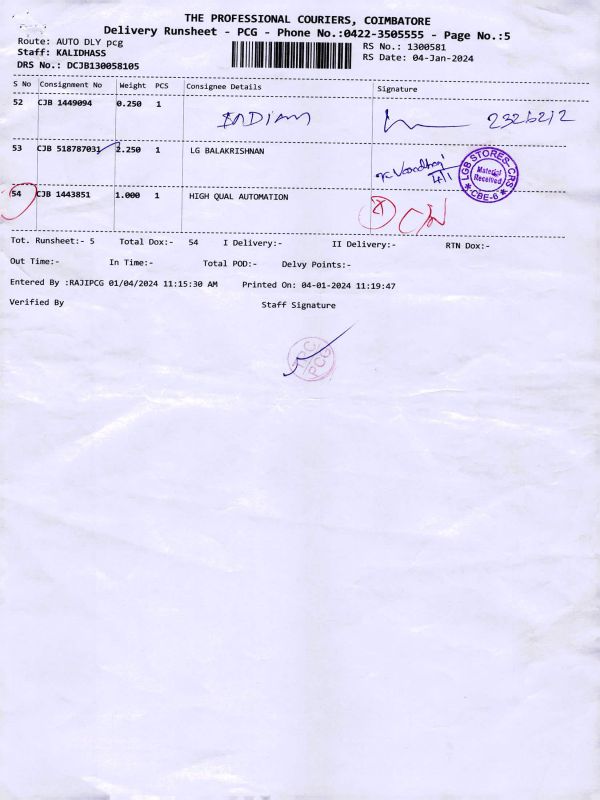 THE PROFESSIONAL COURIERS, COIMBATORE
Delivery Runsheet - PCG - Phone No.:0422-3505555 - Page No.:5
Route: AUTO DLY pcg
RS No.: 1300581
Staff: KALIDHASS
RS Date: 04-Jan-2024
DRS No.: DCJB130058105
S No Consignment No Weight PCS Consignee Details Signature
52 CJB 1449094 0.250 1 INDIAN 2326212
53 CJB 518787031 2.250 1 LG BALAKRISHNAN
4/1
LGB STORES-CRS
Material Received
CBE-6
54 CJB 1443851 1.000 1 HIGH QUAL AUTOMATION
Tot. Runsheet:- 5 Total Dox:- 54 I Delivery:- II Delivery:- RTN Dox:-
Out Time:- In Time:- Total POD:- Delvy Points:-
Entered By :RAJIPCG 01/04/2024 11:15:30 AM Printed On: 04-01-2024 11:19:47
Verified By Staff Signature
PCG